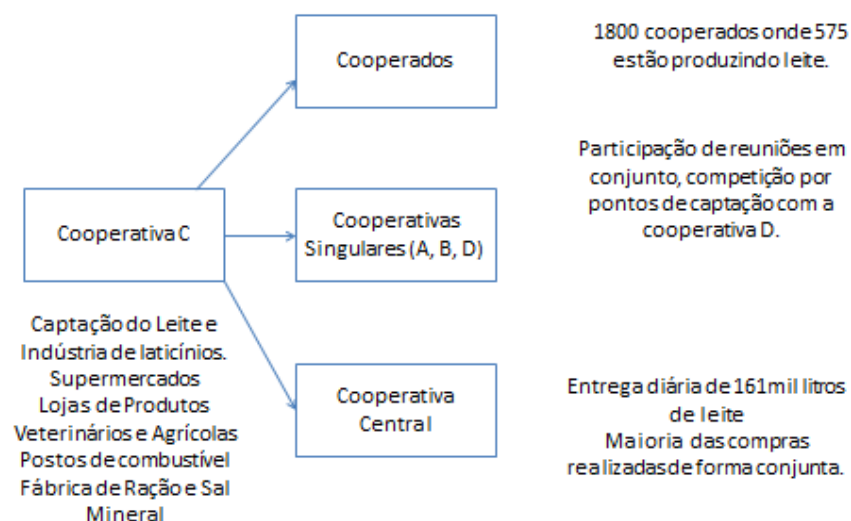 Cooperados
1800 cooperados onde 575
estão produzindo leite.
Cooperativa C
Cooperativas
Singulares (A, B, D)
Participação de reuniões em
conjunto, competição por
pontos de captação com a
cooperativa D.
Captação do Leite e
Indústria de laticínios.
Supermercados
Lojas de Produtos
Veterinários e Agrícolas
Postos de combustível
Fábrica de Ração e Sal
Mineral
Cooperativa
Central
Entrega diária de 161mil litros
de leite
Maioria das compras
realizadas de forma conjunta.